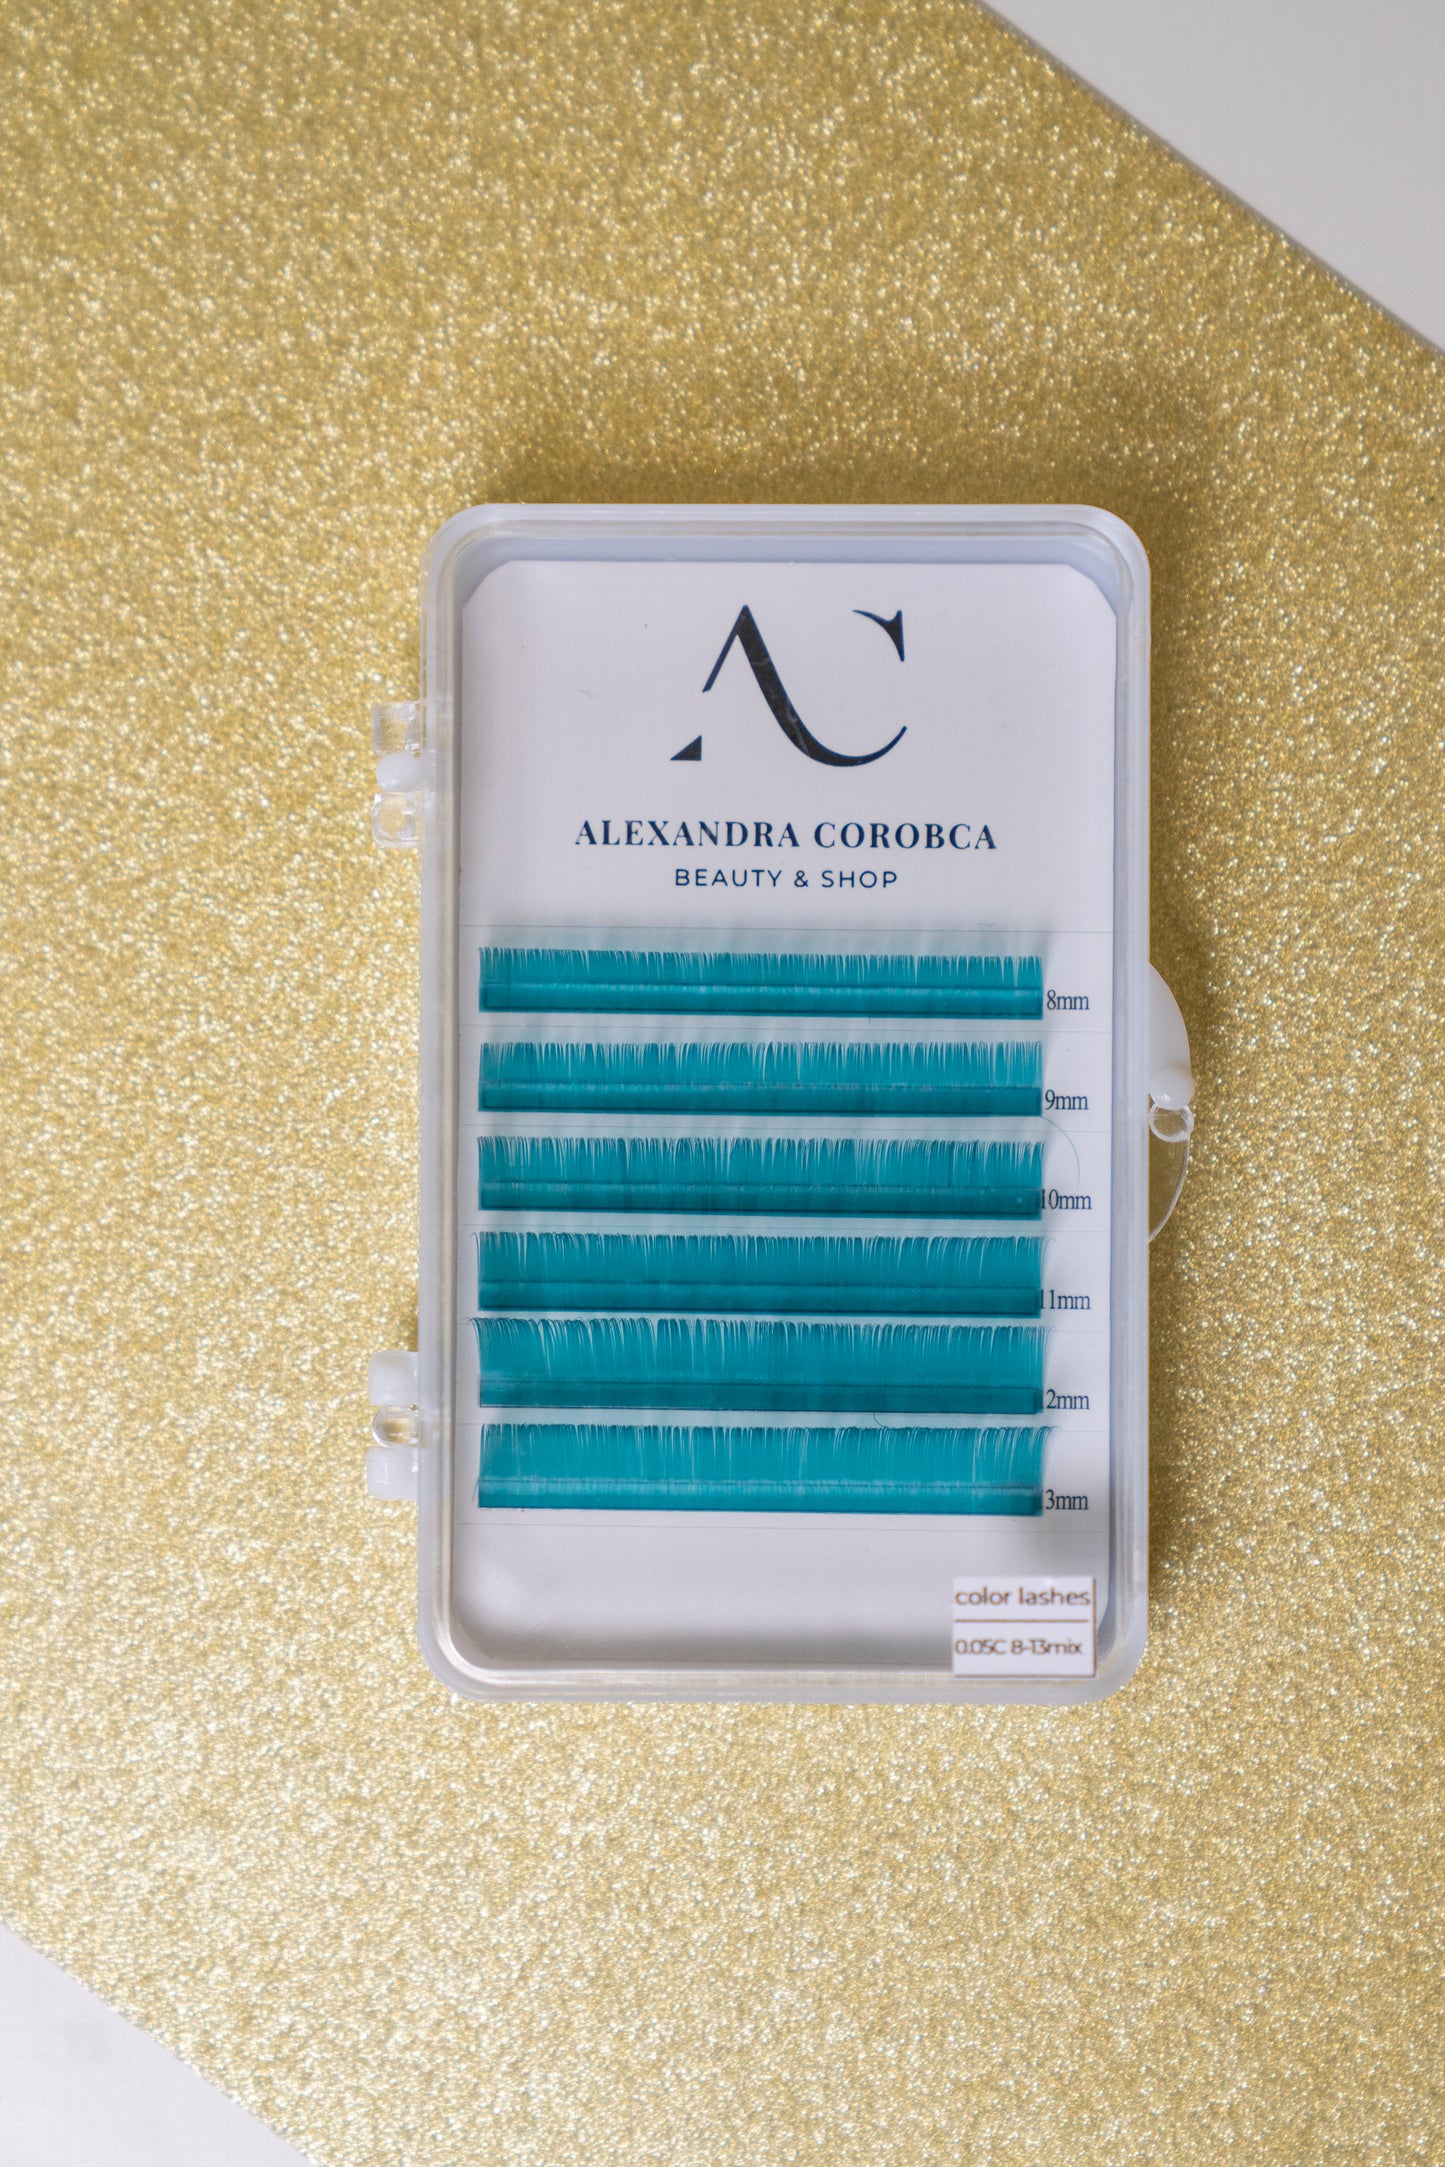 AC
ALEXANDRA COROBCA
BEAUTY & SHOP
8mm
9mm
10mm
11mm
12mm
13mm
color lashes
0.05C 8-13mix